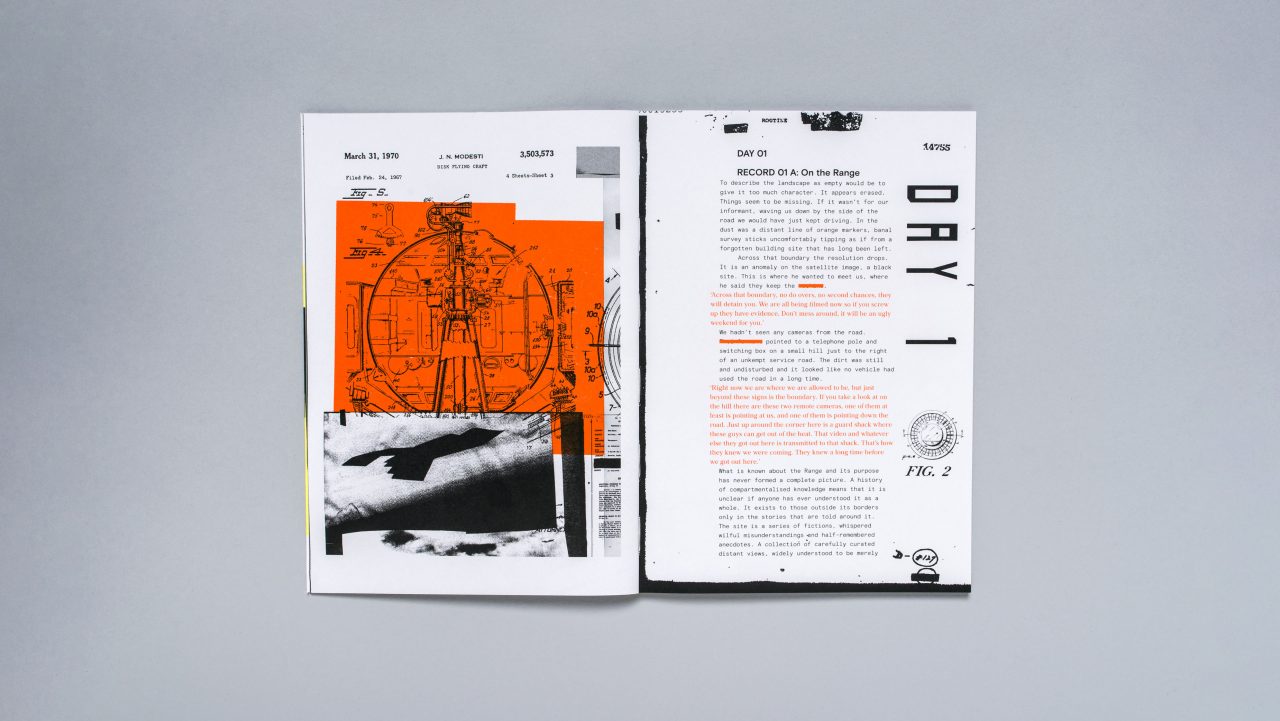 March 31, 1970
J. N. MODESTI
3,503,573
DISK FLYING CRAFT
Filed Feb. 24, 1967
4 Sheets-Sheet 3
Fig. 5.
Fig. 4.
ROUTINE
14755
DAY 01
RECORD 01 A: On the Range
To describe the landscape as empty would be to
give it too much character. It appears erased.
Things seem to be missing. If it wasn't for our
informant, waving us down by the side of the
road we would have just kept driving. In the
dust was a distant line of orange markers, banal
survey sticks uncomfortably tipping as if from a
forgotten building site that has long been left.
Across that boundary the resolution drops.
It is an anomaly on the satellite image, a black
site. This is where he wanted to meet us, where
he said they keep the
'Across that boundary, no do overs, no second chances, they
will detain you. We are all being filmed now so if you screw
up they have evidence. Don't mess around, it will be an ugly
weekend for you.'
We hadn't seen any cameras from the road.
pointed to a telephone pole and
switching box on a small hill just to the right
of an unkempt service road. The dirt was still
and undisturbed and it looked like no vehicle had
used the road in a long time.
'Right now we are where we are allowed to be, but just
beyond these signs is the boundary. If you take a look at on
the hill there are these two remote cameras, one of them at
least is pointing at us, and one of them is pointing down the
road. Just up around the corner here is a guard shack where
these guys can get out of the heat. That video and whatever
else they got out here is transmitted to that shack. That's how
they knew we were coming. They knew a long time before
we got out here.'
What is known about the Range and its purpose
has never formed a complete picture. A history
of compartmentalised knowledge means that it is
unclear if anyone has ever understood it as a
whole. It exists to those outside its borders
only in the stories that are told around it.
The site is a series of fictions, whispered
wilful misunderstandings and half-remembered
anecdotes. A collection of carefully curated
distant views, widely understood to be merely
DAY 1
FIG. 2
D-#127